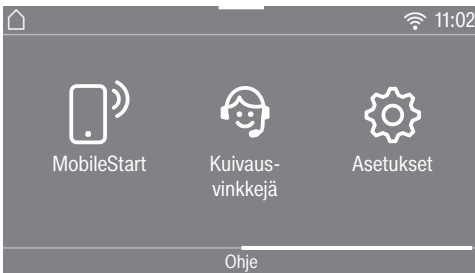 11:02
MobileStart
Kuivaus-
vinkkejä
Asetukset
Ohje